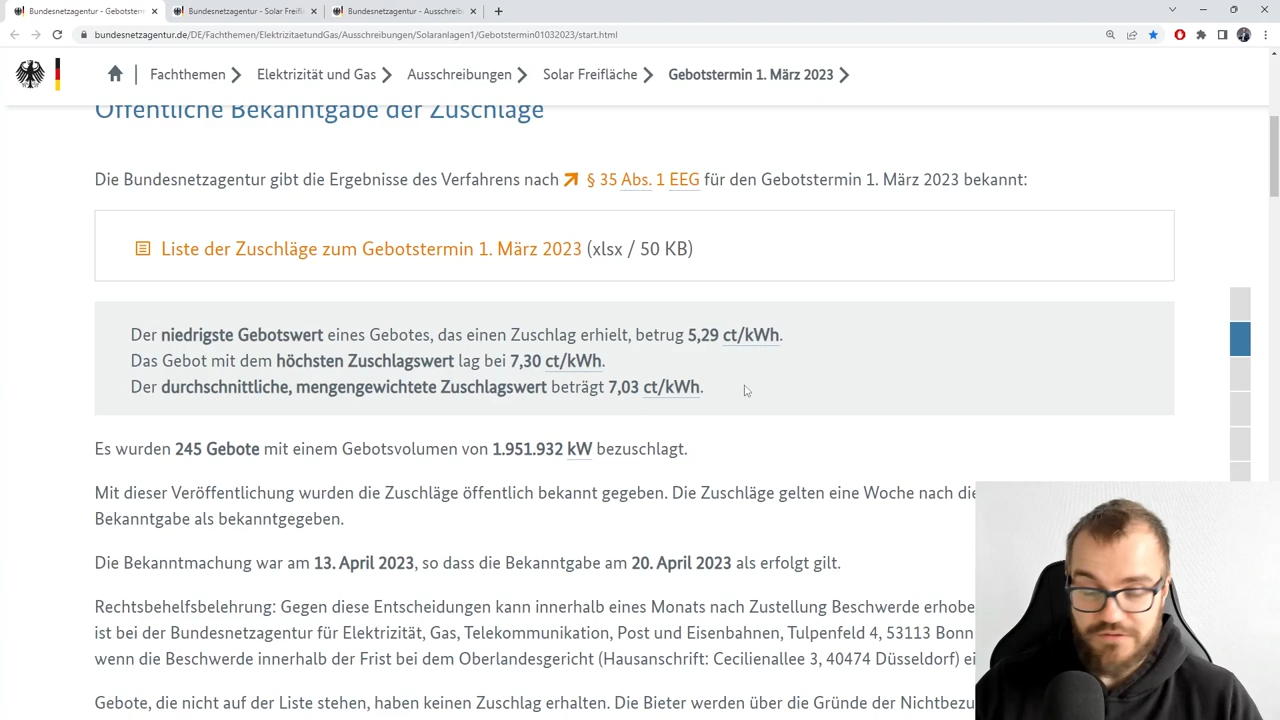 Bundesnetzagentur - Gebotsterm
Bundesnetzagentur - Solar Freiflä
Bundesnetzagentur - Ausschreib
bundesnetzagentur.de/DE/Fachthemen/ElektrizitaetundGas/Ausschreibungen/Solaranlagen1/Gebotstermin01032023/start.html
Fachthemen
Elektrizität und Gas
Ausschreibungen
Solar Freifläche
Gebotstermin 1. März 2023
Öffentliche Bekanntgabe der Zuschläge
Die Bundesnetzagentur gibt die Ergebnisse des Verfahrens nach § 35 Abs. 1 EEG für den Gebotstermin 1. März 2023 bekannt:
Liste der Zuschläge zum Gebotstermin 1. März 2023 (xlsx / 50 KB)
Der niedrigste Gebotswert eines Gebotes, das einen Zuschlag erhielt, betrug 5,29 ct/kWh.
Das Gebot mit dem höchsten Zuschlagswert lag bei 7,30 ct/kWh.
Der durchschnittliche, mengengewichtete Zuschlagswert beträgt 7,03 ct/kWh.
Es wurden 245 Gebote mit einem Gebotsvolumen von 1.951.932 kW bezuschlagt.
Mit dieser Veröffentlichung wurden die Zuschläge öffentlich bekannt gegeben. Die Zuschläge gelten eine Woche nach die
Bekanntgabe als bekanntgegeben.
Die Bekanntmachung war am 13. April 2023, so dass die Bekanntgabe am 20. April 2023 als erfolgt gilt.
Rechtsbehelfsbelehrung: Gegen diese Entscheidungen kann innerhalb eines Monats nach Zustellung Beschwerde erhobe
ist bei der Bundesnetzagentur für Elektrizität, Gas, Telekommunikation, Post und Eisenbahnen, Tulpenfeld 4, 53113 Bonn
wenn die Beschwerde innerhalb der Frist bei dem Oberlandesgericht (Hausanschrift: Cecilienallee 3, 40474 Düsseldorf) ei
Gebote, die nicht auf der Liste stehen, haben keinen Zuschlag erhalten. Die Bieter werden über die Gründe der Nichtbezu